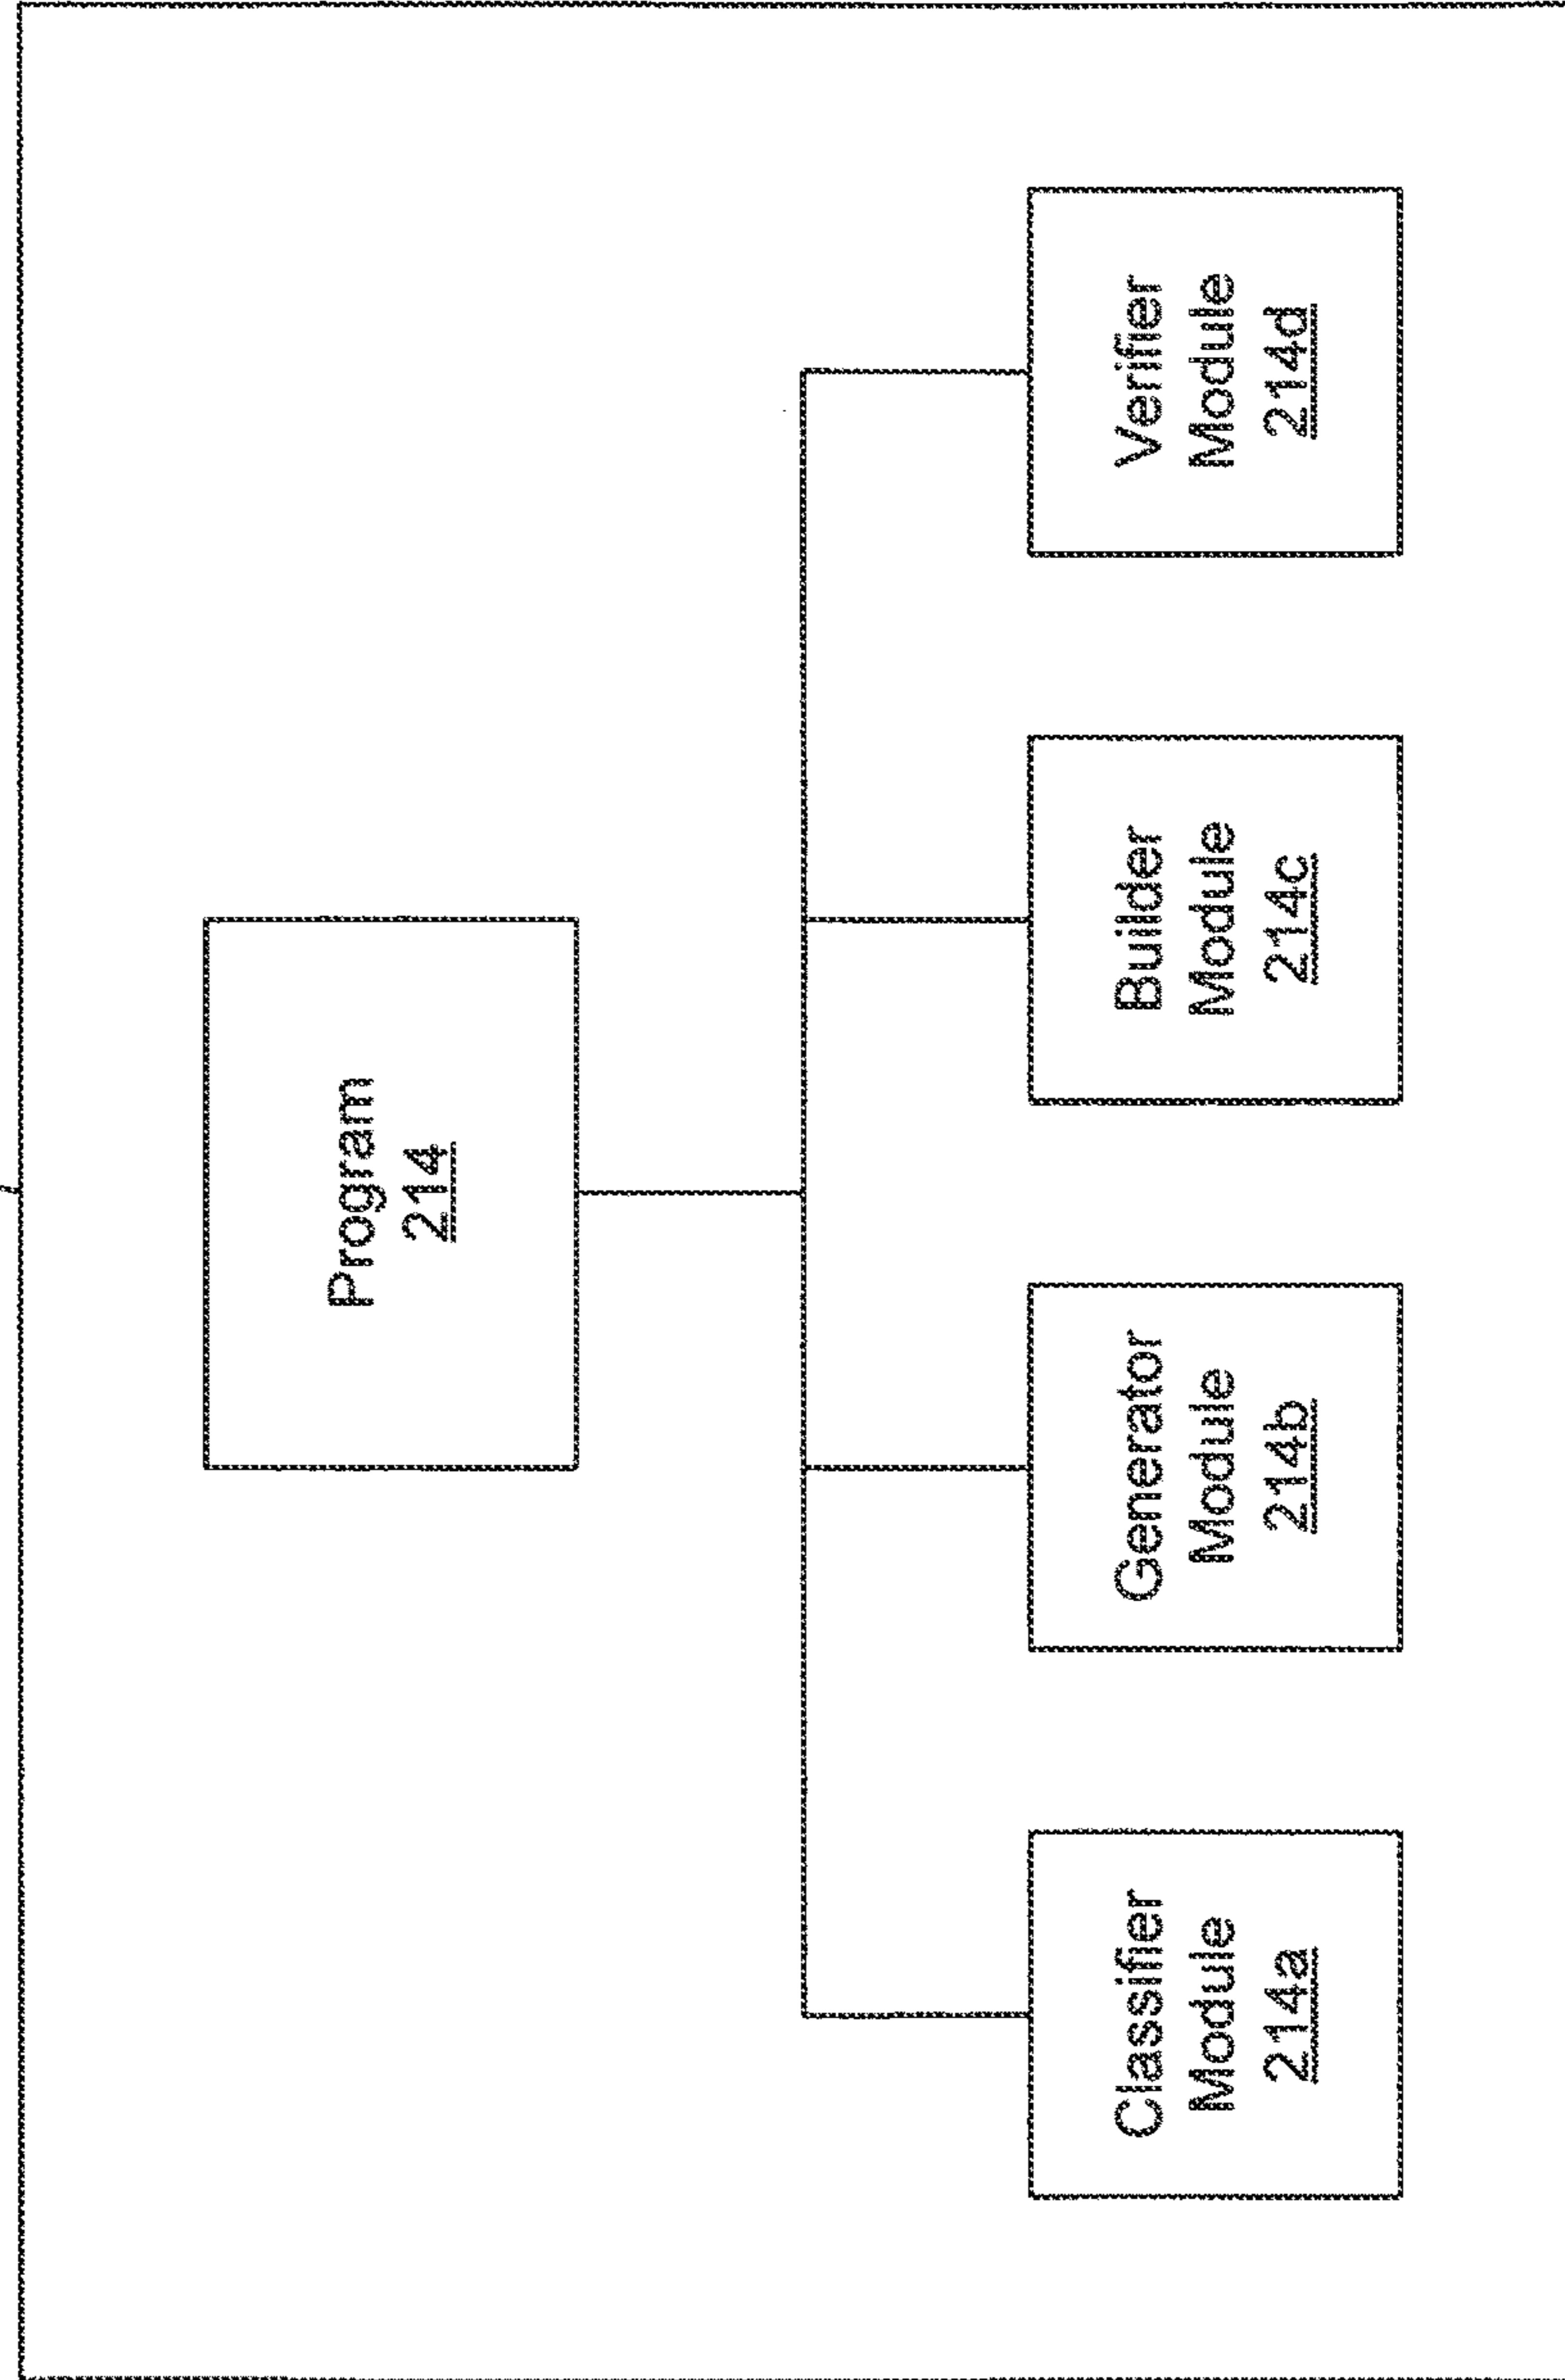 Program
214
Classifier
Module
214a
Generator
Module
214b
Builder
Module
214c
Verifier
Module
214d